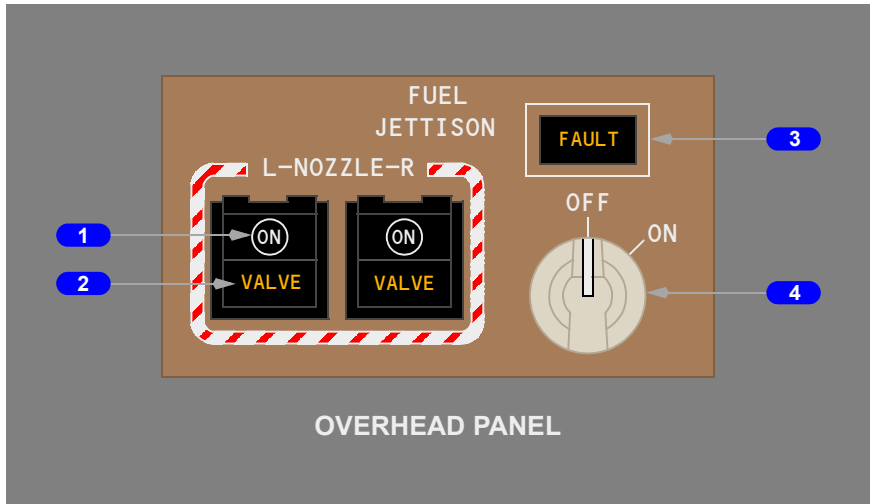 FUEL
JETTISON
FAULT
3
L-NOZZLE-R
OFF
1
ON
ON
ON
2
VALVE
VALVE
4
OVERHEAD PANEL